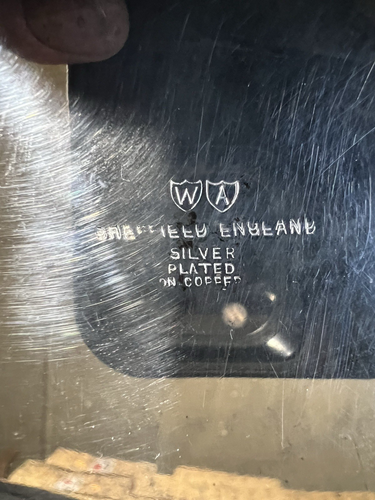 W A
SHEFFIELD ENGLAND
SILVER
PLATED
ON COPPER